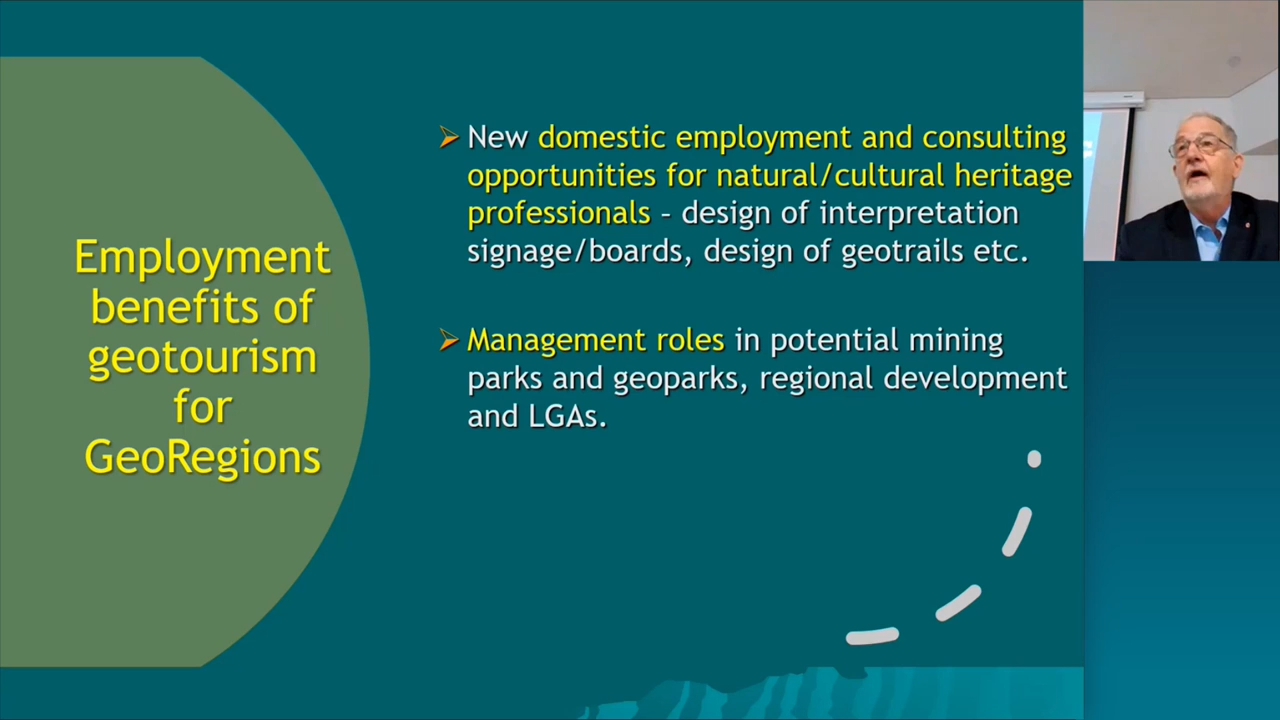 Employment
benefits of
geotourism
for
GeoRegions
New domestic employment and consulting
opportunities for natural/cultural heritage
professionals – design of interpretation
signage/boards, design of geotrails etc.
Management roles in potential mining
parks and geoparks, regional development
and LGAs.